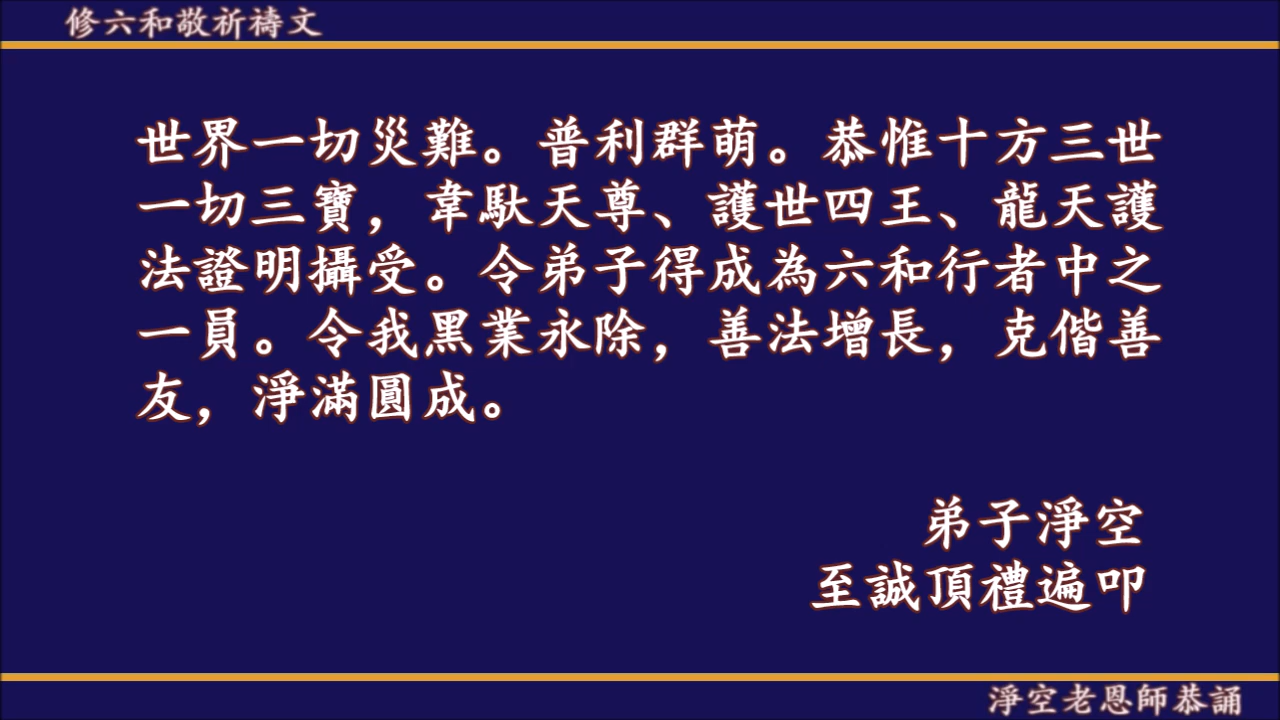 修六和敬祈禱文
世界一切災難。普利群萌。恭惟十方三世
一切三寶，韋馱天尊、護世四王、龍天護
法證明攝受。令弟子得成為六和行者中之
一員。令我黑業永除，善法增長，克偕善
友，淨滿圓成。
弟子淨空
至誠頂禮遍叩
淨空老恩師恭誦